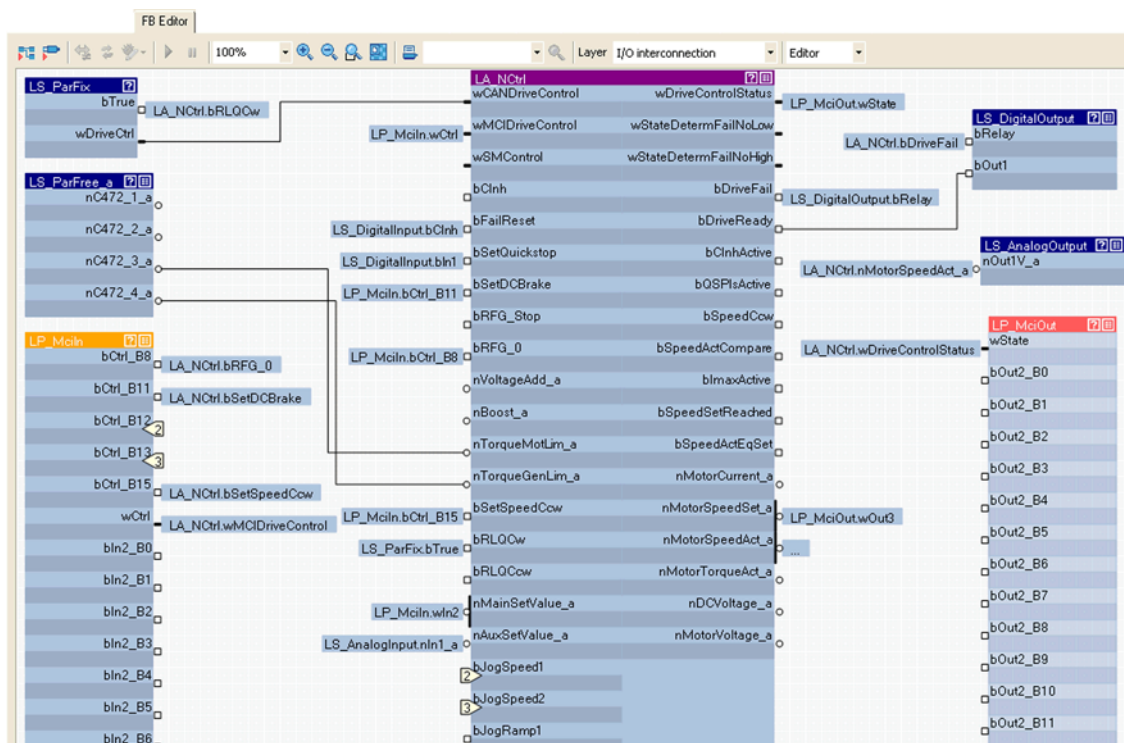 FB Editor
100%
Layer I/O interconnection
Editor
LS_ParFix
bTrue
LA_NCtrl.bRLQCw
wDriveCtrl
LS_ParFree_a
nC472_1_a
nC472_2_a
nC472_3_a
nC472_4_a
LP_MciIn
bCtrl_B8
LA_NCtrl.bRFG_0
bCtrl_B11
LA_NCtrl.bSetDCBrake
bCtrl_B12
2
bCtrl_B13
3
bCtrl_B15
LA_NCtrl.bSetSpeedCcw
wCtrl
LA_NCtrl.wMCIDriveControl
bIn2_B0
bIn2_B1
bIn2_B2
bIn2_B3
bIn2_B4
bIn2_B5
bIn2_B6
LA_NCtrl
wCANDriveControl wDriveControlStatus
LP_MciOut.wState
LP_MciIn.wCtrl
wMCIDriveControl wStateDetermFailNoLow
wSMControl wStateDetermFailNoHigh
bCInh bDriveFail
LS_DigitalOutput.bRelay
LS_DigitalInput.bCInh
bFailReset bDriveReady
LS_DigitalInput.bIn1
bSetQuickstop bCInhActive
LP_MciIn.bCtrl_B11
bSetDCBrake bQSPIsActive
bRFG_Stop bSpeedCcw
LP_MciIn.bCtrl_B8
bRFG_0 bSpeedActCompare
nVoltageAdd_a bImaxActive
nBoost_a bSpeedSetReached
nTorqueMotLim_a bSpeedActEqSet
nTorqueGenLim_a nMotorCurrent_a
LP_MciIn.bCtrl_B15
bSetSpeedCcw nMotorSpeedSet_a
LP_MciOut.wOut3
LS_ParFix.bTrue
bRLQCw nMotorSpeedAct_a
...
bRLQCcw nMotorTorqueAct_a
LP_MciIn.wIn2
nMainSetValue_a nDCVoltage_a
LS_AnalogInput.nIn1_a
nAuxSetValue_a nMotorVoltage_a
2
bJogSpeed1
3
bJogSpeed2
bJogRamp1
LS_DigitalOutput
LA_NCtrl.bDriveFail
bRelay
bOut1
LS_AnalogOutput
LA_NCtrl.nMotorSpeedAct_a
nOut1V_a
LP_MciOut
LA_NCtrl.wDriveControlStatus
wState
bOut2_B0
bOut2_B1
bOut2_B2
bOut2_B3
bOut2_B4
bOut2_B5
bOut2_B6
bOut2_B7
bOut2_B8
bOut2_B9
bOut2_B10
bOut2_B11